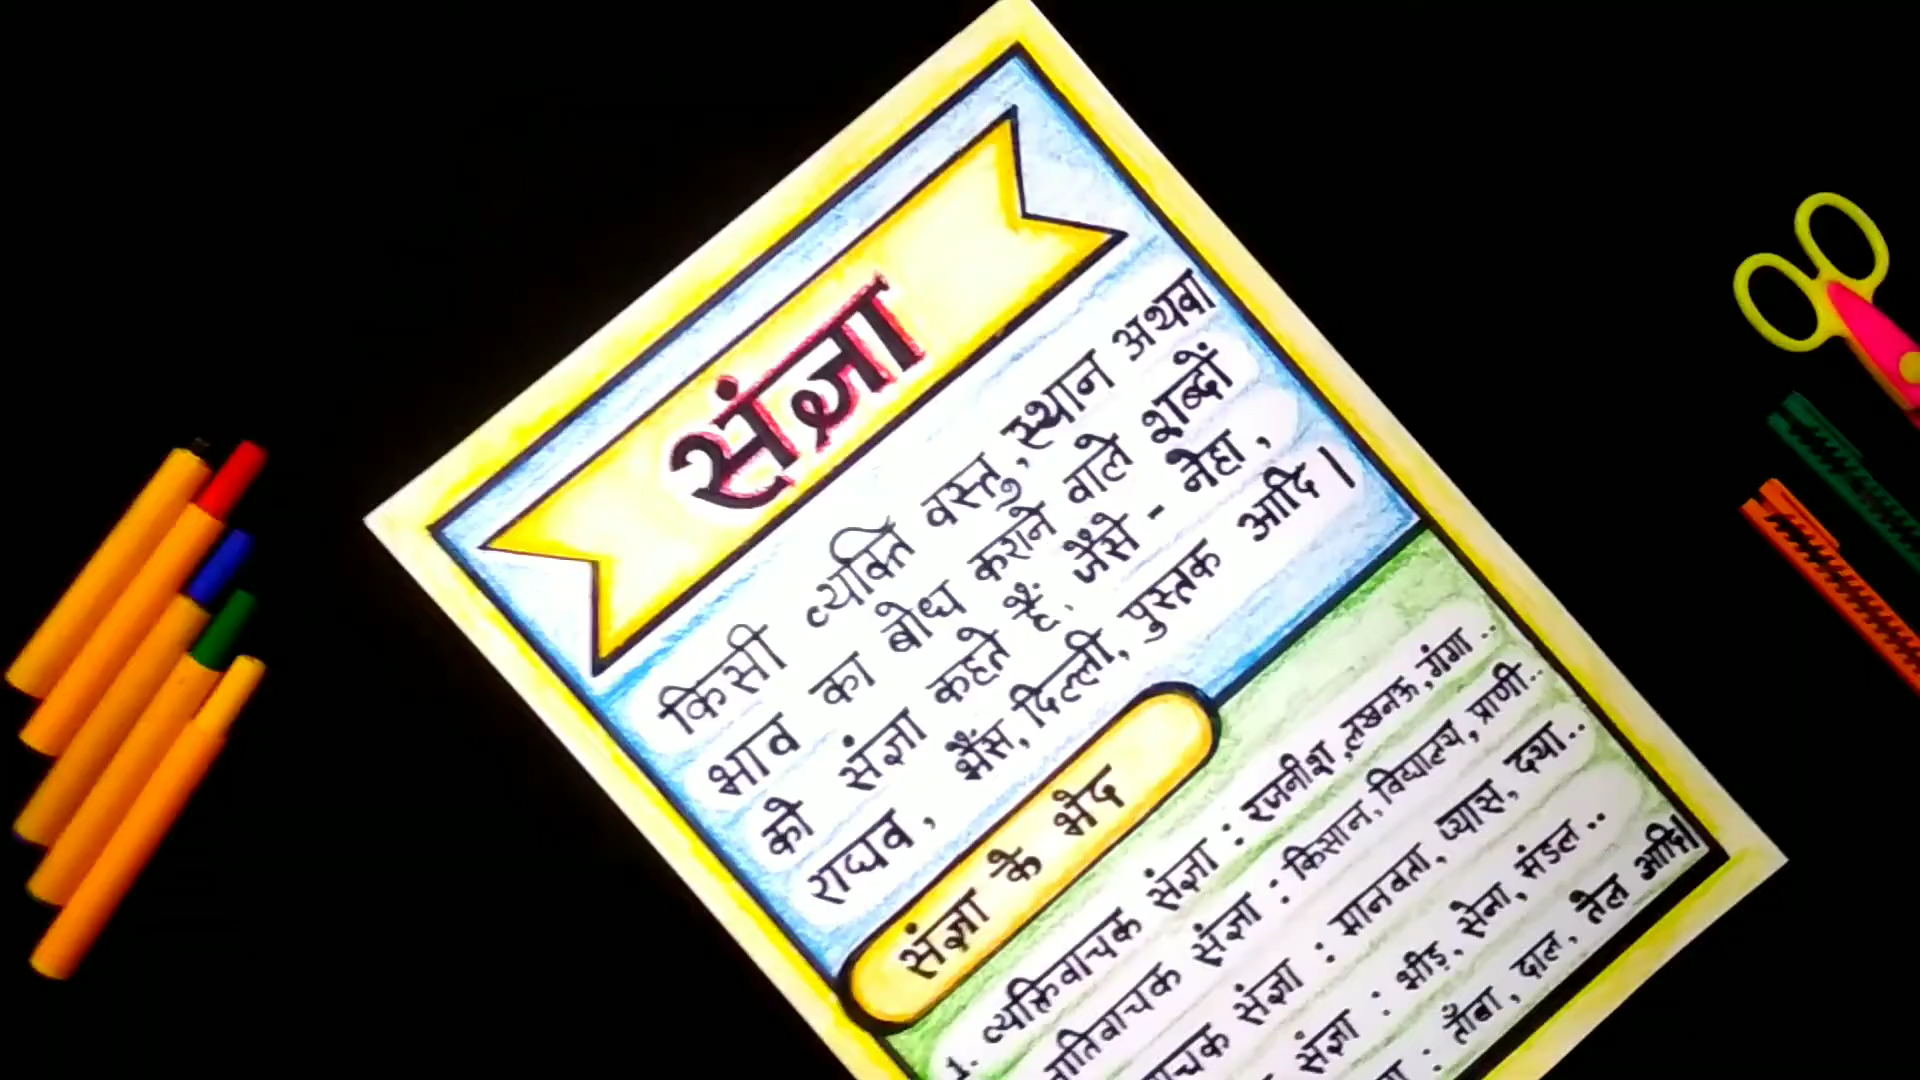 संज्ञा
किसी व्यक्ति वस्तु, स्थान अथवा
भाव का बोध कराने वाले शब्दों
को संज्ञा कहते हैं. जैसे - नेहा,
राघव, भैंस, दिल्ली, पुस्तक आदि।
संज्ञा के भेद
1. व्यक्तिवाचक संज्ञा : रजनीश, लखनऊ, गंगा ..
जातिवाचक संज्ञा : किसान, विद्यालय, प्राणी..
संज्ञा : मानवता, प्यास, दया..
संज्ञा : भीड़, सेना, मंडल..
: ताँबा, दाल, तेल आदि।